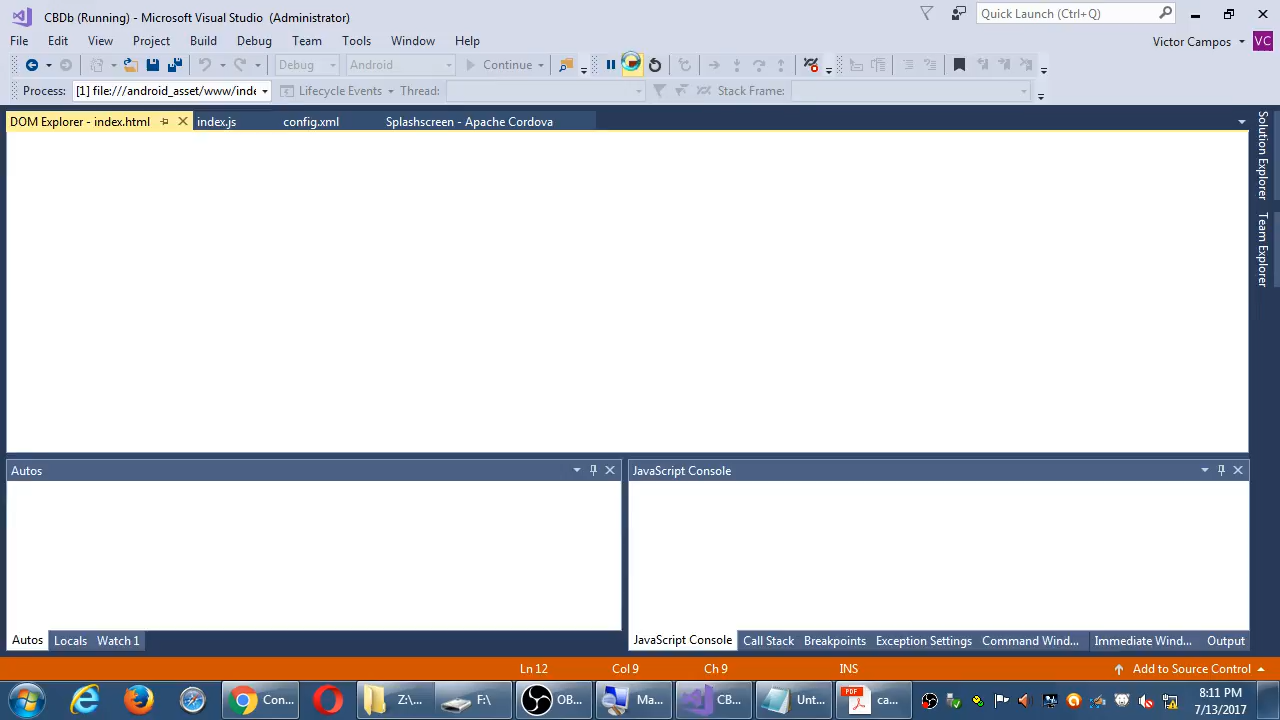 CBDb (Running) - Microsoft Visual Studio (Administrator)
Quick Launch (Ctrl+Q)
File Edit View Project Build Debug Team Tools Window Help
Victor Campos VC
Debug Android Continue
Process: [1] file:///android_asset/www/inde Lifecycle Events Thread: Stack Frame:
DOM Explorer - index.html index.js config.xml Splashscreen - Apache Cordova
Solution Explorer
Team Explorer
Autos
JavaScript Console
Autos Locals Watch 1
JavaScript Console Call Stack Breakpoints Exception Settings Command Wind... Immediate Wind... Output
Ln 12 Col 9 Ch 9 INS Add to Source Control
Con... Z:\... F:\ OB... Ma... CB... Unt... PDF ca...
8:11 PM
7/13/2017